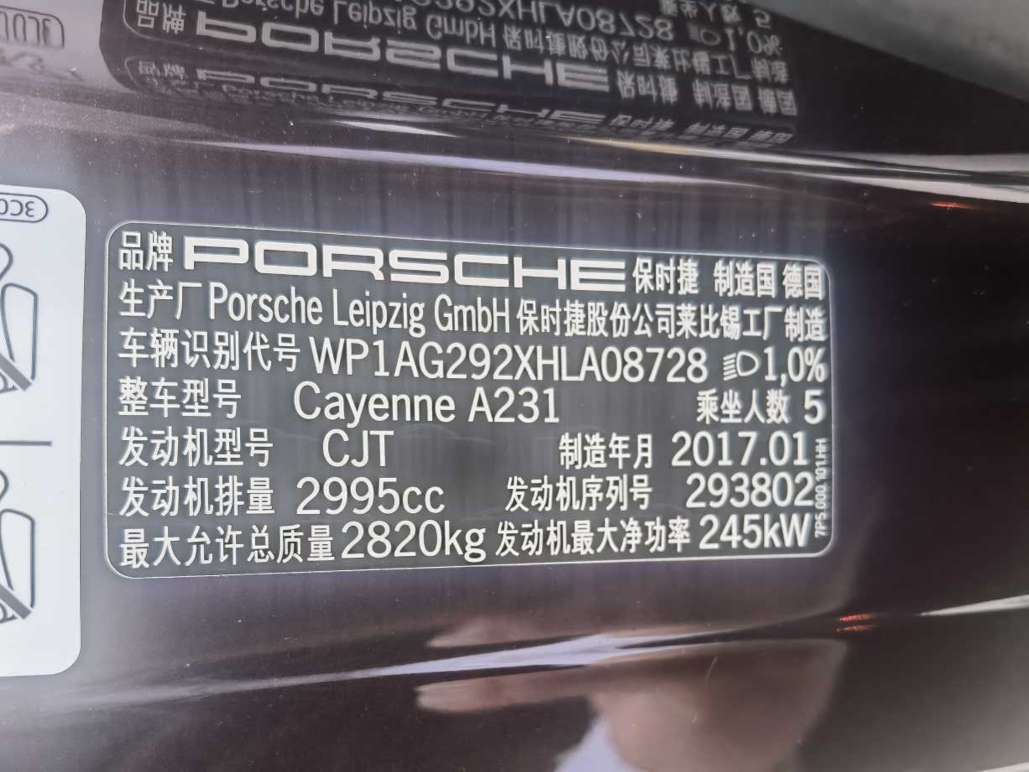 品牌 PORSCHE 保时捷 制造国 德国
生产厂 Porsche Leipzig GmbH 保时捷股份公司莱比锡工厂制造
车辆识别代号 WP1AG292XHLA08728 1,0%
整车型号 Cayenne A231 乘坐人数 5
发动机型号 CJT 制造年月 2017.01
发动机排量 2995cc 发动机序列号 293802
最大允许总质量 2820kg 发动机最大净功率 245kW
7P5.000.101.HH